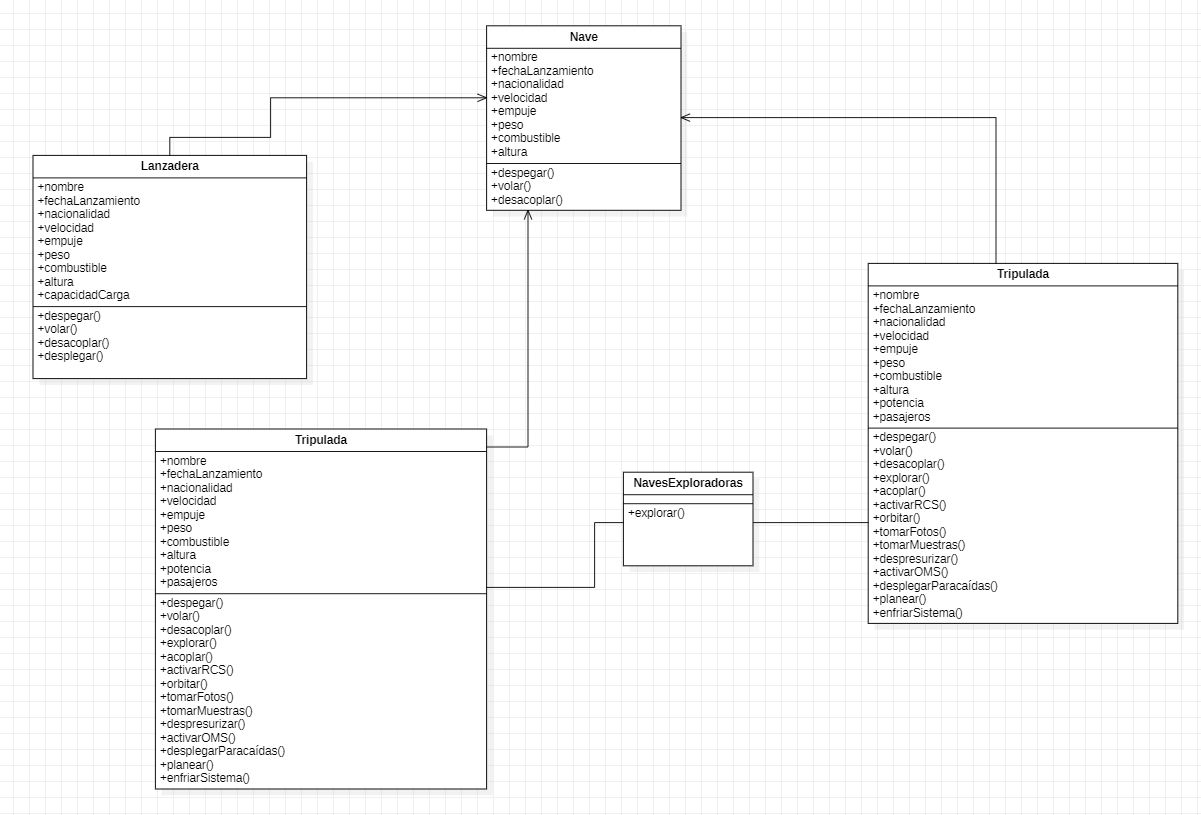 Nave
+nombre
+fechaLanzamiento
+nacionalidad
+velocidad
+empuje
+peso
+combustible
+altura
+despegar()
+volar()
+desacoplar()
Lanzadera
+nombre
+fechaLanzamiento
+nacionalidad
+velocidad
+empuje
+peso
+combustible
+altura
+capacidadCarga
+despegar()
+volar()
+desacoplar()
+desplegar()
Tripulada
+nombre
+fechaLanzamiento
+nacionalidad
+velocidad
+empuje
+peso
+combustible
+altura
+potencia
+pasajeros
+despegar()
+volar()
+desacoplar()
+explorar()
+acoplar()
+activarRCS()
+orbitar()
+tomarFotos()
+tomarMuestras()
+despresurizar()
+activarOMS()
+desplegarParacaídas()
+planear()
+enfriarSistema()
NavesExploradoras
+explorar()
Tripulada
+nombre
+fechaLanzamiento
+nacionalidad
+velocidad
+empuje
+peso
+combustible
+altura
+potencia
+pasajeros
+despegar()
+volar()
+desacoplar()
+explorar()
+acoplar()
+activarRCS()
+orbitar()
+tomarFotos()
+tomarMuestras()
+despresurizar()
+activarOMS()
+desplegarParacaídas()
+planear()
+enfriarSistema()